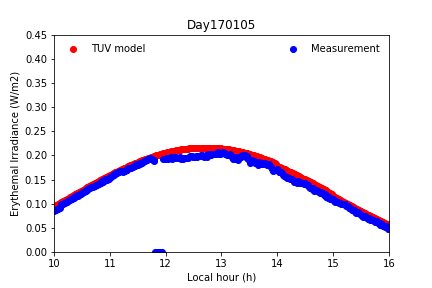 Day170105
TUV model
Measurement
Erythemal Irradiance (W/m2)
0.45
0.40
0.35
0.30
0.25
0.20
0.15
0.10
0.05
0.00
10 11 12 13 14 15 16
Local hour (h)